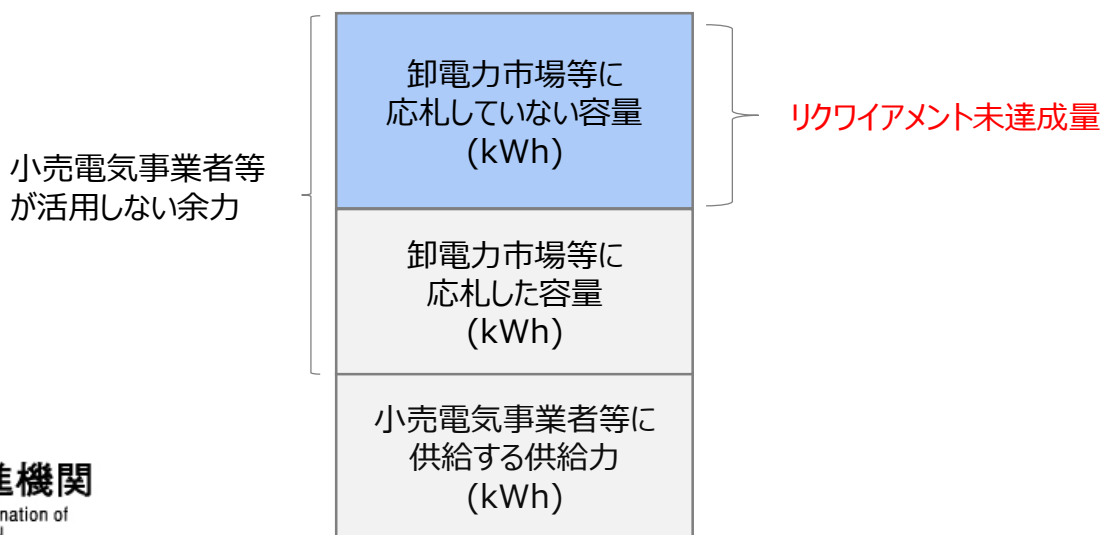 卸電力市場等に
応札していない容量
(kWh)
リクワイアメント未達成量
小売電気事業者等
が活用しない余力
卸電力市場等に
応札した容量
(kWh)
小売電気事業者等に
供給する供給力
(kWh)
機関
of